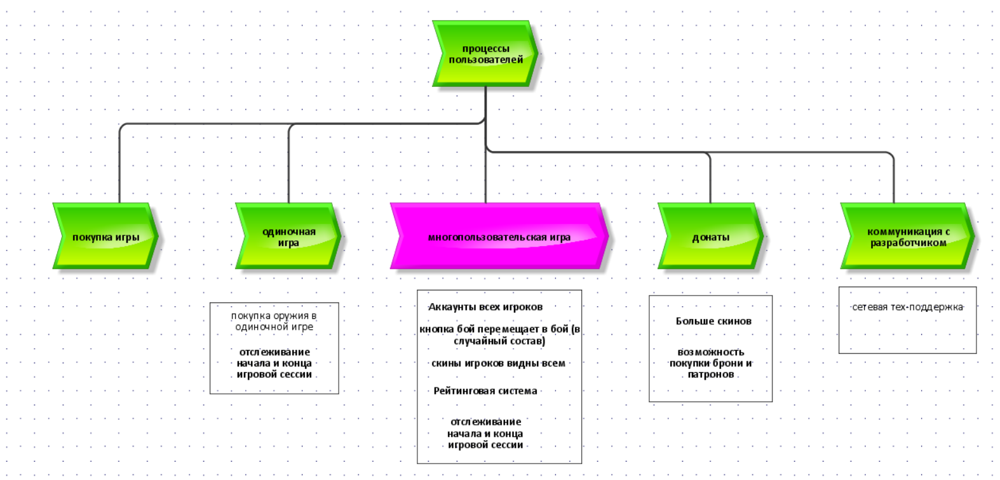 процессы
пользователей
покупка игры
одиночная
игра
многопользовательская игра
донаты
коммуникация с
разработчиком
покупка оружия в
одиночной игре
отслеживание
начала и конца
игровой сессии
Аккаунты всех игроков
кнопка бой перемещает в бой (в
случайный состав)
скины игроков видны всем
Рейтинговая система
отслеживание
начала и конца
игровой сессии
Больше скинов
возможность
покупки брони и
патронов
сетевая тех-поддержка